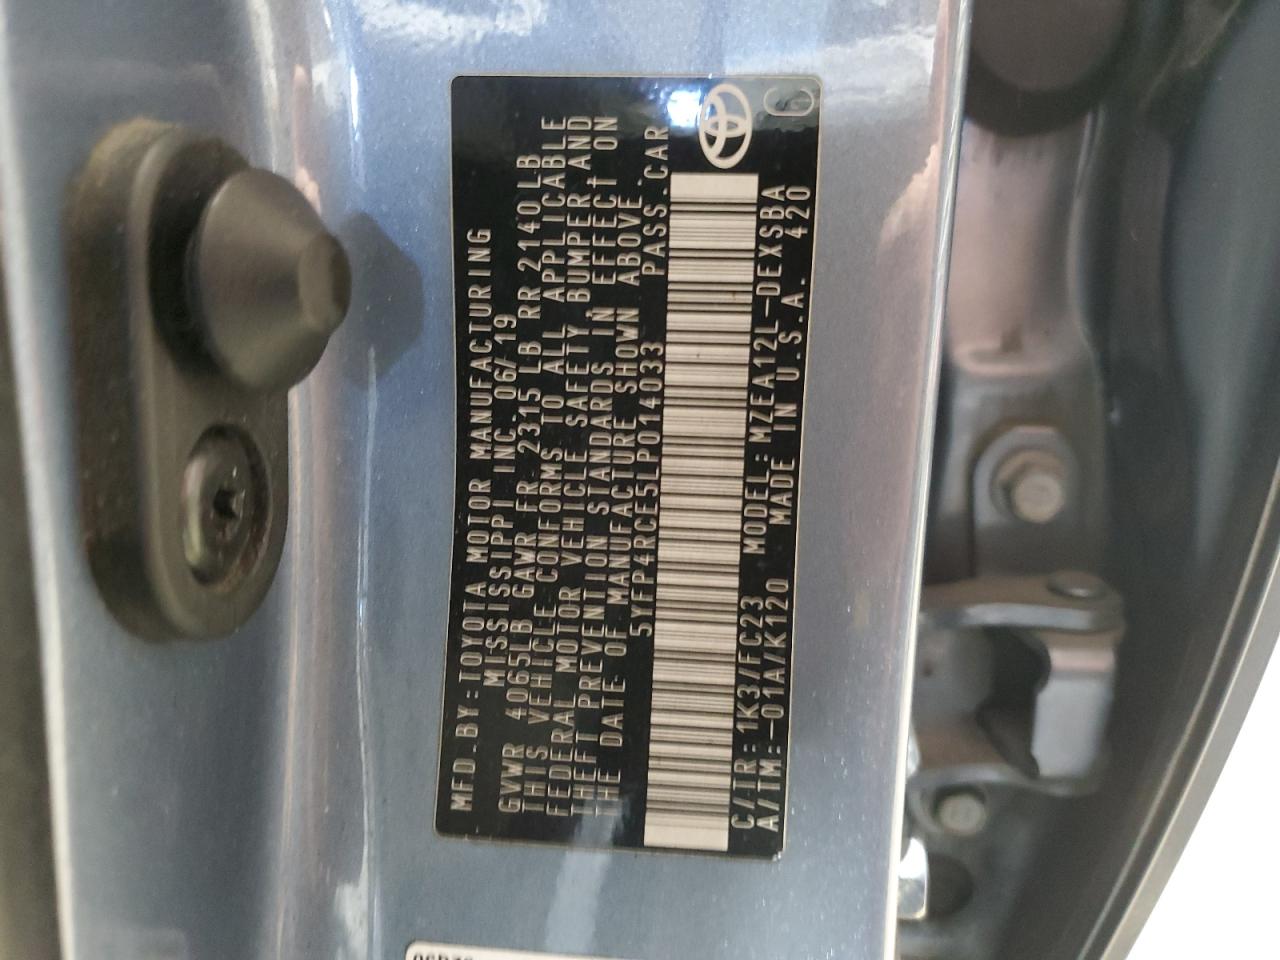 MFD.BY:TOYOTA MOTOR MANUFACTURING
MISSISSIPPI INC. 06/19
GVWR 4065LB GAWR FR 2315 LB RR 2140LB
THIS VEHICLE CONFORMS TO ALL APPLICABLE
FEDERAL MOTOR VEHICLE SAFETY BUMPER AND
THEFT PREVENTION STANDARDS IN EFFECT ON
THE DATE OF MANUFACTURE SHOWN ABOVE.
5YFP4RCE5LP014033 PASS.CAR
C/TR:1K3/FC23 MODEL:MZEA12L-DEXSBA
A/TM:-01A/K120 MADE IN U.S.A. 420